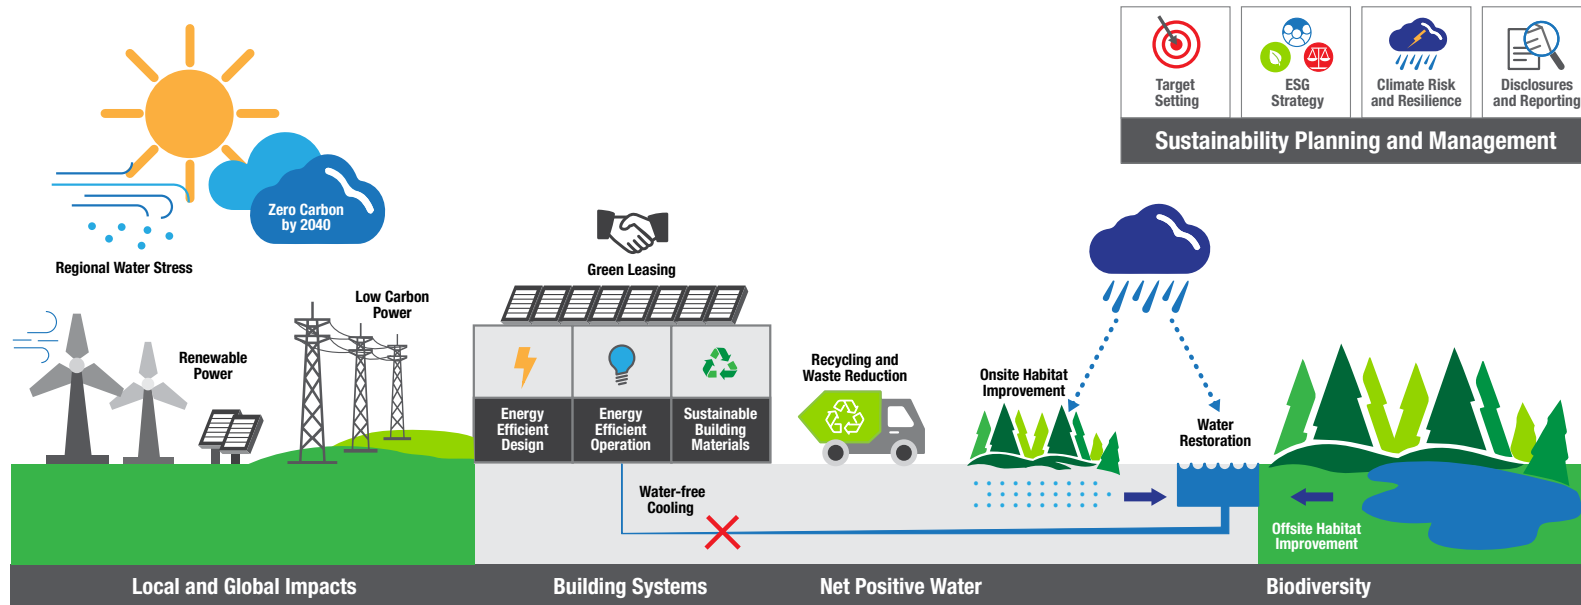 Target
Setting
ESG
Strategy
Climate Risk
and Resilience
Disclosures
and Reporting
Sustainability Planning and Management
Zero Carbon
by 2040
Regional Water Stress
Green Leasing
Low Carbon
Power
Renewable
Power
Recycling and
Waste Reduction
Onsite Habitat
Improvement
Energy
Efficient
Design
Energy
Efficient
Operation
Sustainable
Building
Materials
Water
Restoration
Water-free
Cooling
Offsite Habitat
Improvement
Local and Global Impacts
Building Systems
Net Positive Water
Biodiversity